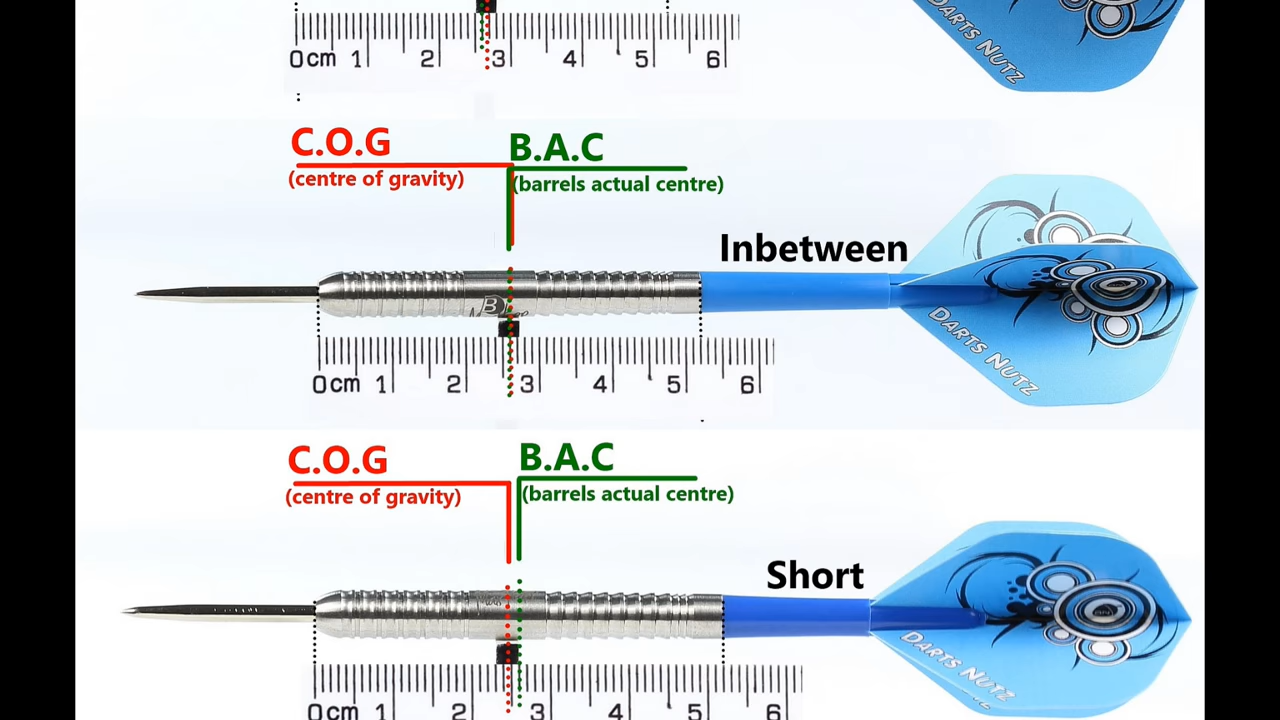 0cm 1 2 3 4 5 6
DARTS NUTZ
C.O.G B.A.C
(centre of gravity) (barrels actual centre)
Inbetween
DARTS NUTZ
0cm 1 2 3 4 5 6
C.O.G B.A.C
(centre of gravity) (barrels actual centre)
Short
DARTS NUTZ
0cm 1 2 3 4 5 6